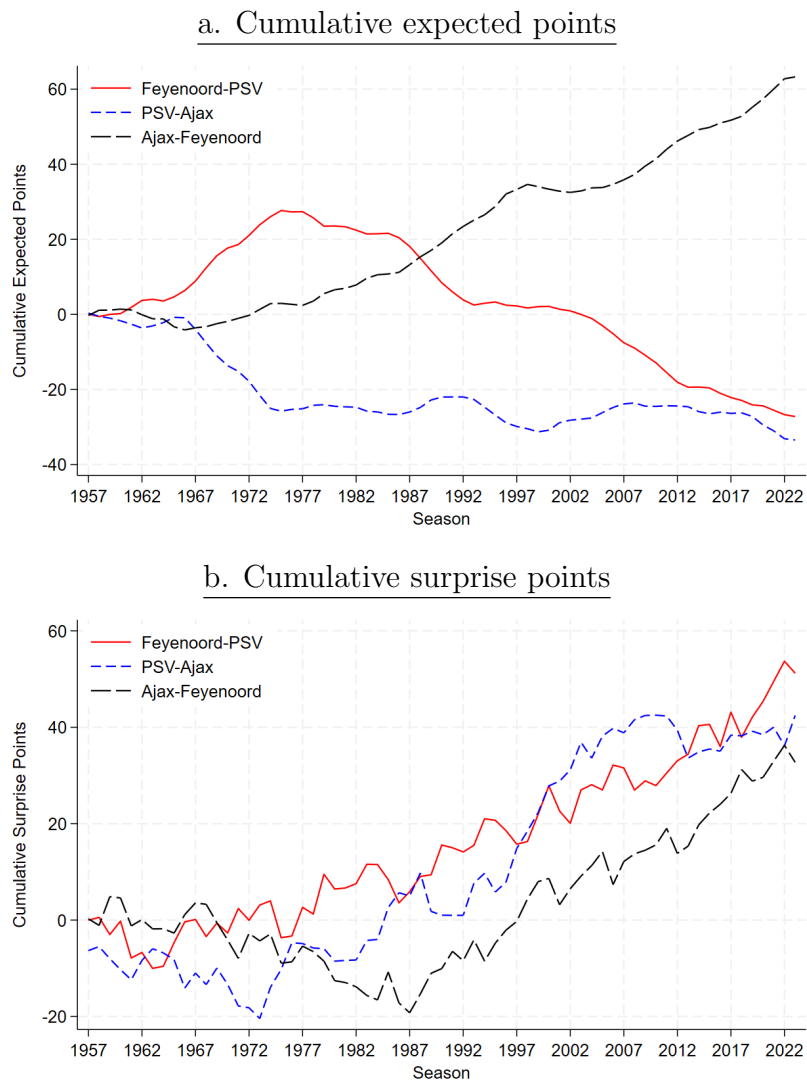 a. Cumulative expected points
Feyenoord-PSV
PSV-Ajax
Ajax-Feyenoord
Cumulative Expected Points
60
40
20
0
-20
-40
1957 1962 1967 1972 1977 1982 1987 1992 1997 2002 2007 2012 2017 2022
Season
b. Cumulative surprise points
Feyenoord-PSV
PSV-Ajax
Ajax-Feyenoord
Cumulative Surprise Points
60
40
20
0
-20
1957 1962 1967 1972 1977 1982 1987 1992 1997 2002 2007 2012 2017 2022
Season